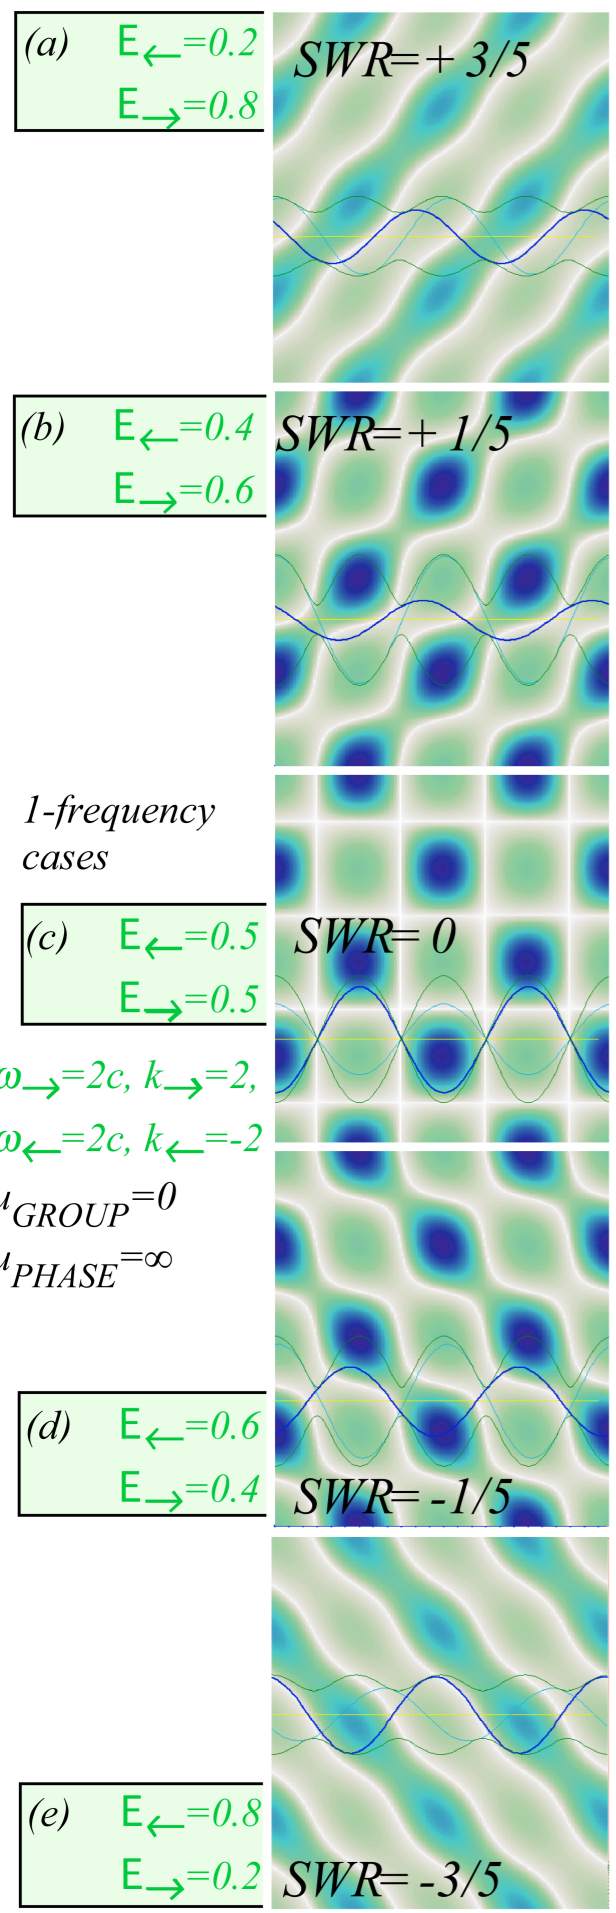 (a) E←=0.2
E→=0.8
SWR=+ 3/5
(b) E←=0.4
E→=0.6
SWR=+ 1/5
1-frequency
cases
(c) E←=0.5
E→=0.5
SWR= 0
ω→=2c, k→=2,
ω←=2c, k←=-2
u GROUP=0
u PHASE=∞
(d) E←=0.6
E→=0.4
SWR= -1/5
(e) E←=0.8
E→=0.2
SWR= -3/5